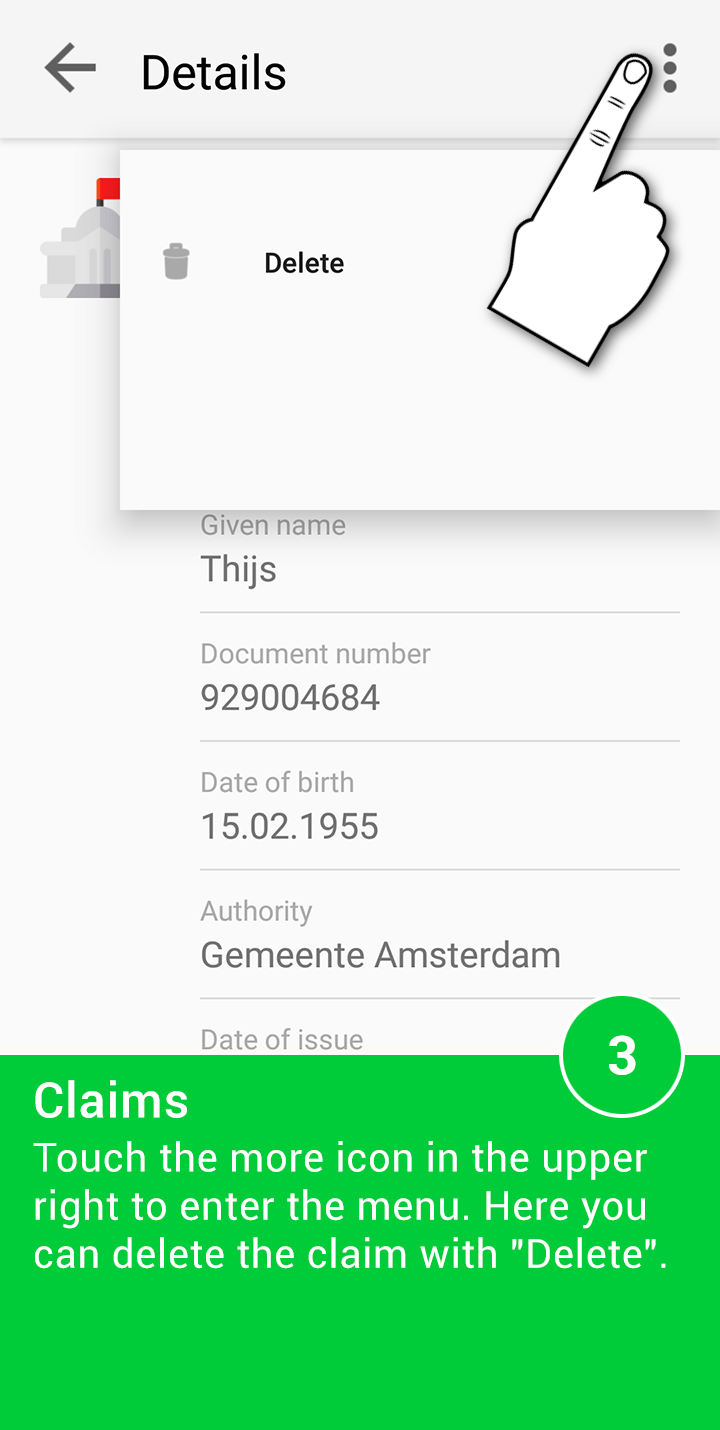 Details
Delete
Given name
Thijs
Document number
929004684
Date of birth
15.02.1955
Authority
Gemeente Amsterdam
Date of issue
3
Claims
Touch the more icon in the upper
right to enter the menu. Here you
can delete the claim with "Delete".